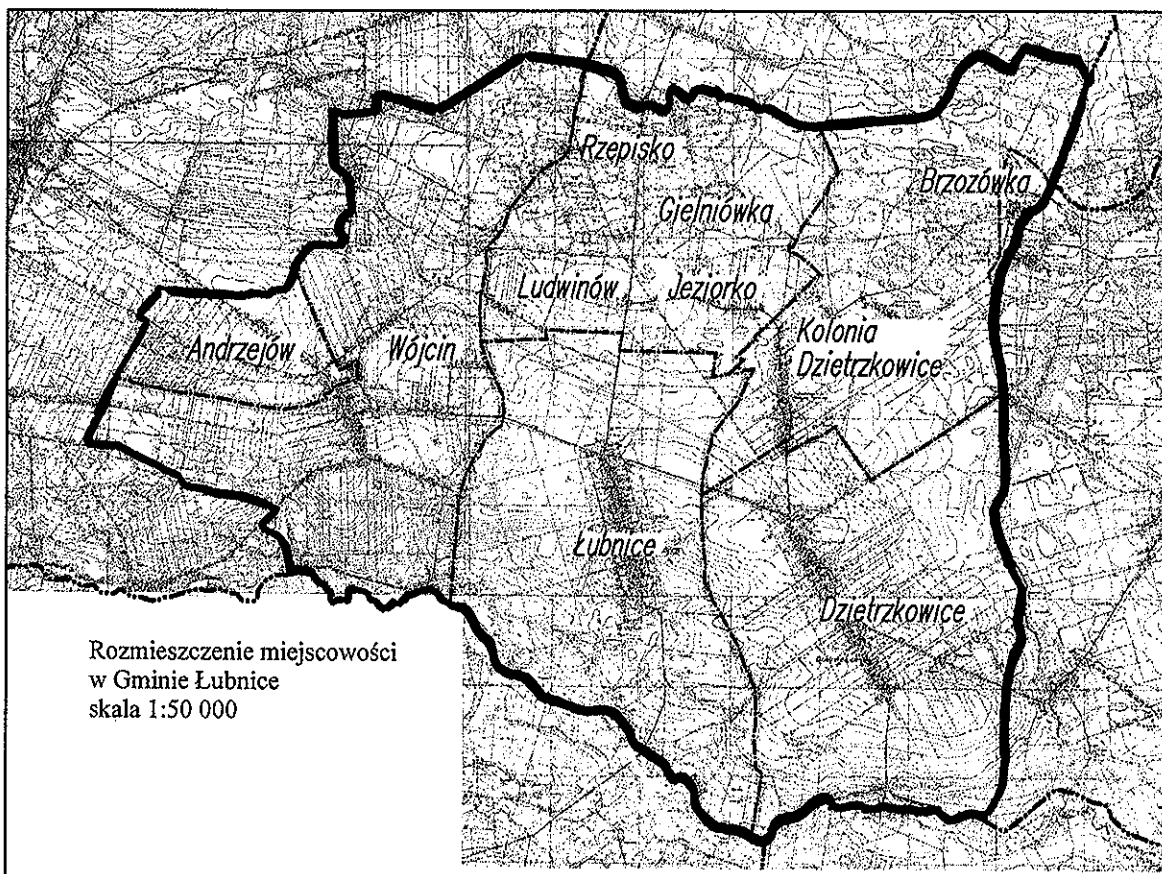 Rzepisko
Brzozówka
Gielniówka
Ludwinów
Jeziorko
Andrzejów
Wójcin
Kolonia
Dzietrzkowice
Łubnice
Dzietrzkowice
Rozmieszczenie miejscowości
w Gminie Łubnice
skala 1:50 000